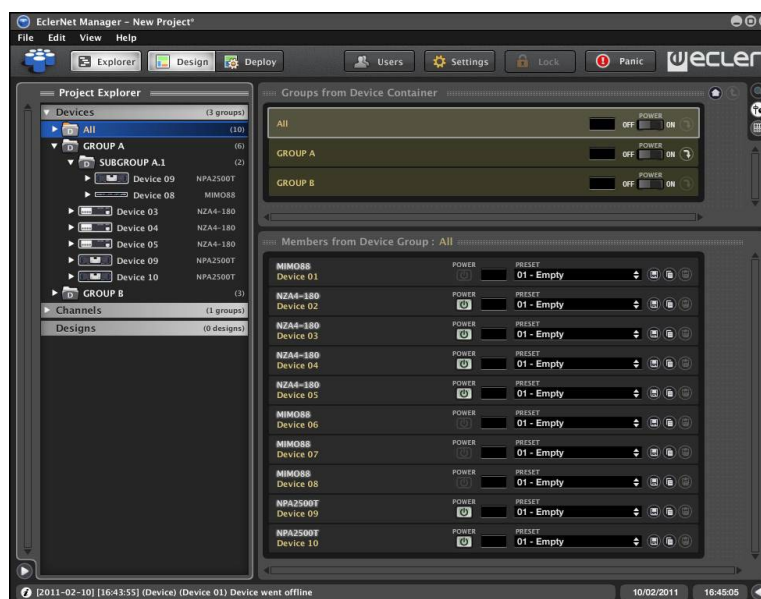 EclerNet Manager – New Project*
File Edit View Help
Explorer Design Deploy Users Settings Lock Panic ecler
Project Explorer
Devices (3 groups)
All (10)
GROUP A (6)
SUBGROUP A.1 (2)
Device 09 NPA2500T
Device 08 MIMO88
Device 03 NZA4-180
Device 04 NZA4-180
Device 05 NZA4-180
Device 09 NPA2500T
Device 10 NPA2500T
GROUP B (3)
Channels (1 groups)
Designs (0 designs)
Groups from Device Container
All POWER OFF ON
GROUP A POWER OFF ON
GROUP B POWER OFF ON
Members from Device Group : All
MIMO88 POWER PRESET
Device 01 01 - Empty
NZA4-180 POWER PRESET
Device 02 01 - Empty
NZA4-180 POWER PRESET
Device 03 01 - Empty
NZA4-180 POWER PRESET
Device 04 01 - Empty
NZA4-180 POWER PRESET
Device 05 01 - Empty
MIMO88 POWER PRESET
Device 06 01 - Empty
MIMO88 POWER PRESET
Device 07 01 - Empty
MIMO88 POWER PRESET
Device 08 01 - Empty
NPA2500T POWER PRESET
Device 09 01 - Empty
NPA2500T POWER PRESET
Device 10 01 - Empty
[2011-02-10] [16:43:55] (Device) (Device 01) Device went offline 10/02/2011 16:45:05